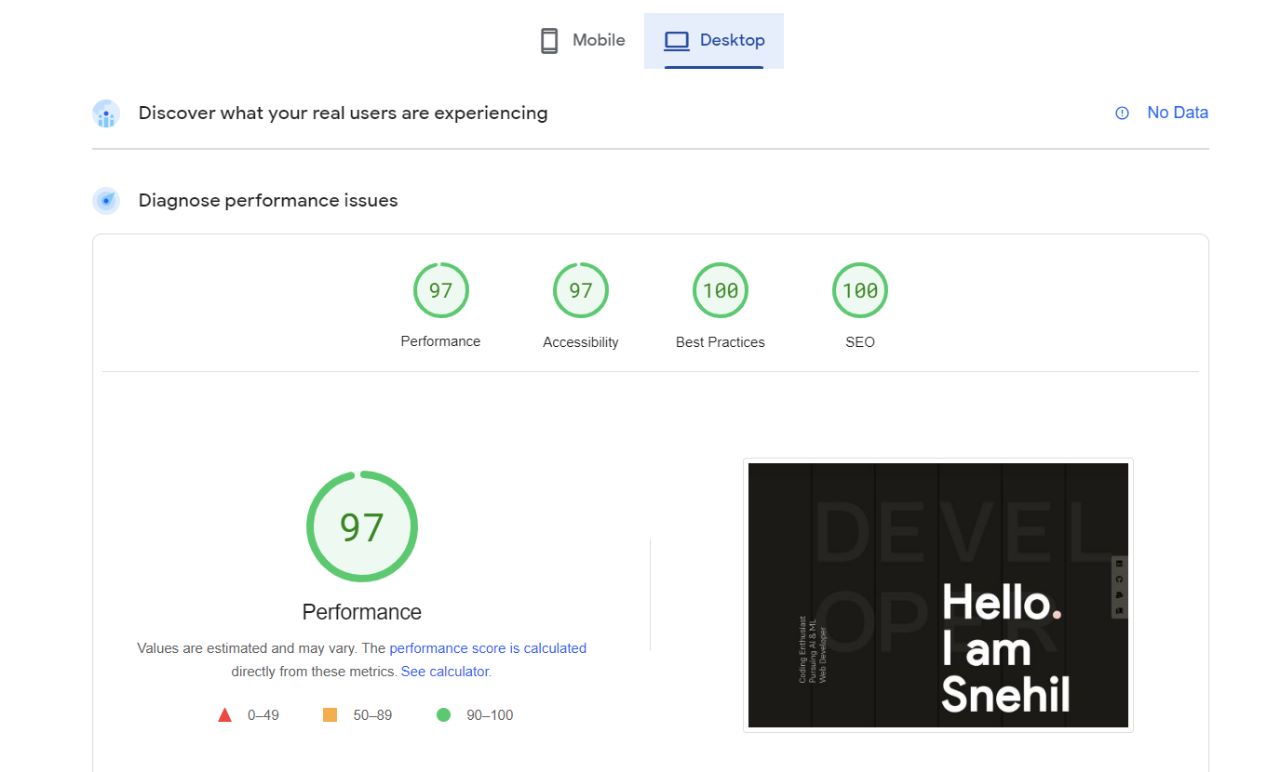 Mobile
Desktop
Discover what your real users are experiencing
No Data
Diagnose performance issues
97
97
100
100
Performance
Accessibility
Best Practices
SEO
97
Performance
Values are estimated and may vary. The performance score is calculated
directly from these metrics. See calculator.
0–49
50–89
90–100
DEVEL
OPER
Hello.
I am
Snehil
Coding Enthusiast
Pursuing AI & ML
Web Developer